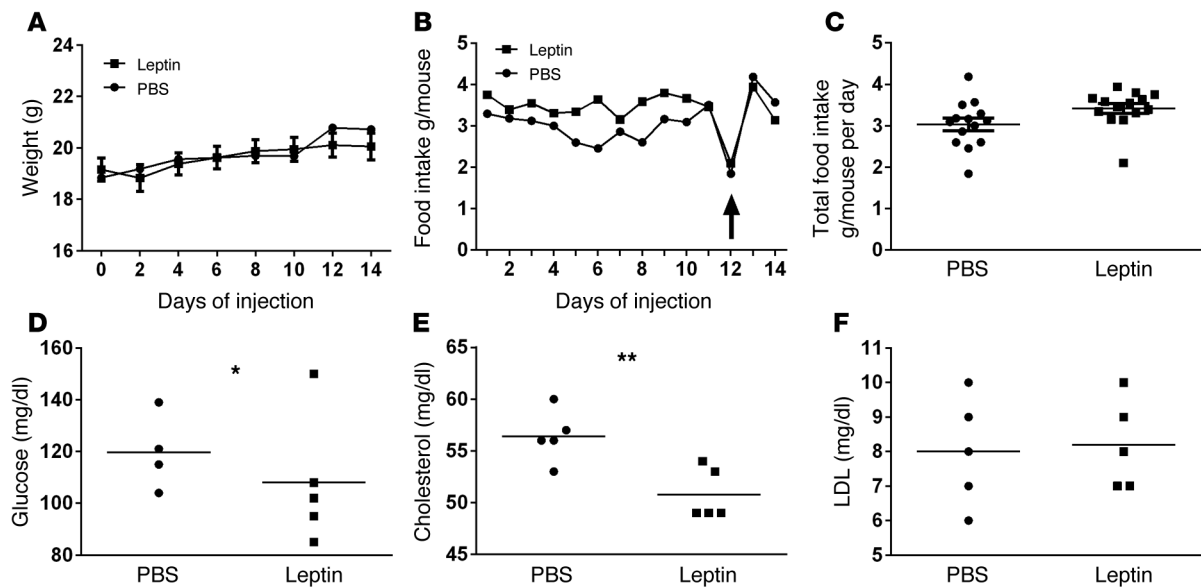 A
Weight (g)
24
22
20
18
16
Leptin
PBS
0 2 4 6 8 10 12 14
Days of injection
B
Food intake g/mouse
5
4
3
2
1
0
Leptin
PBS
2 4 6 8 10 12 14
Days of injection
C
Total food intake
g/mouse per day
5
4
3
2
1
0
PBS Leptin
D
Glucose (mg/dl)
160
140
120
100
80
*
PBS Leptin
E
Cholesterol (mg/dl)
65
60
55
50
45
**
PBS Leptin
F
LDL (mg/dl)
11
10
9
8
7
6
5
PBS Leptin